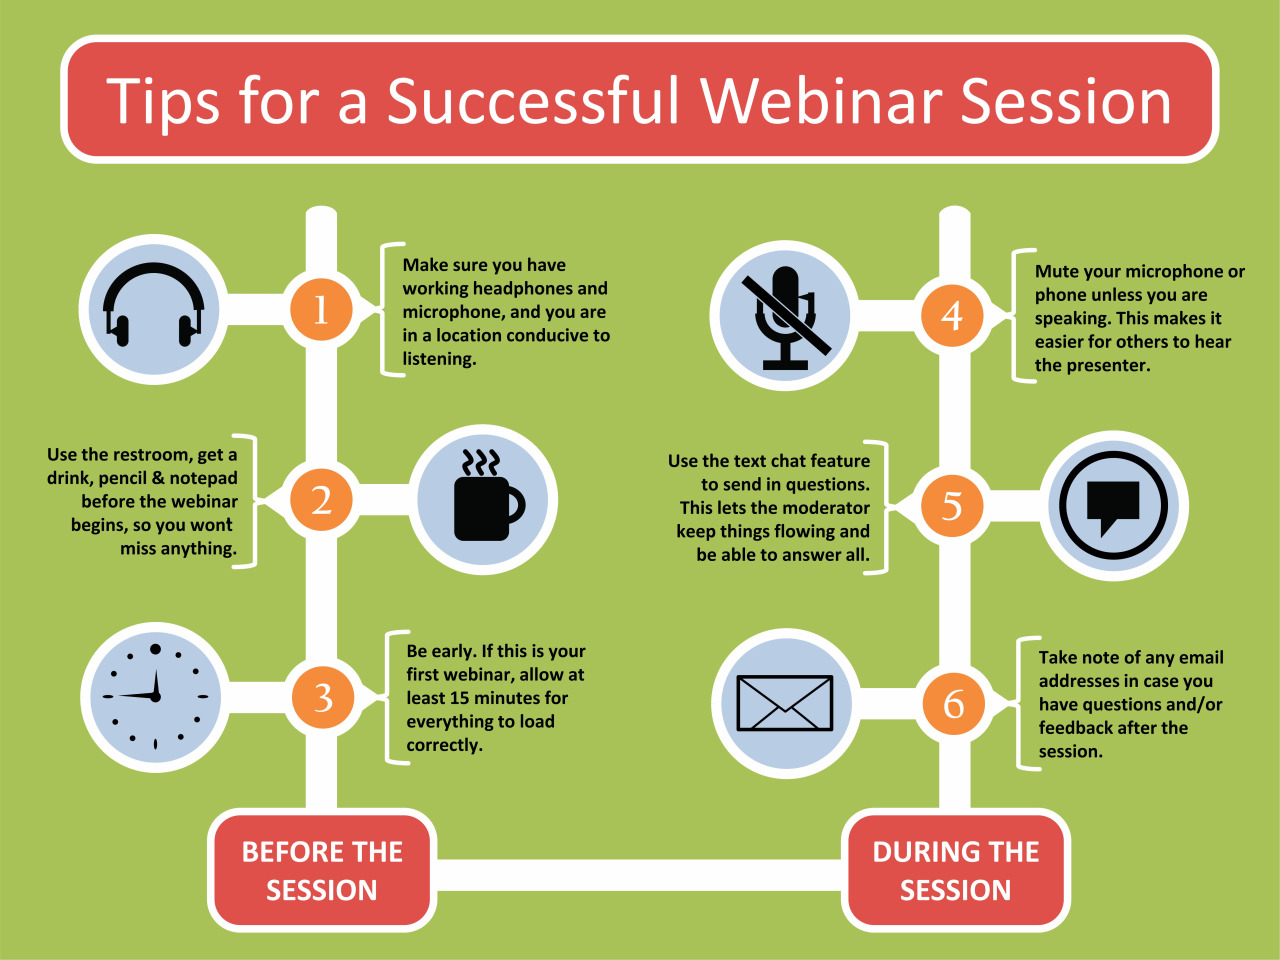 Tips for a Successful Webinar Session
1
Make sure you have
working headphones and
microphone, and you are
in a location conducive to
listening.
Use the restroom, get a
drink, pencil & notepad
before the webinar
begins, so you wont
miss anything.
2
3
Be early. If this is your
first webinar, allow at
least 15 minutes for
everything to load
correctly.
BEFORE THE
SESSION
4
Mute your microphone or
phone unless you are
speaking. This makes it
easier for others to hear
the presenter.
Use the text chat feature
to send in questions.
This lets the moderator
keep things flowing and
be able to answer all.
5
6
Take note of any email
addresses in case you
have questions and/or
feedback after the
session.
DURING THE
SESSION